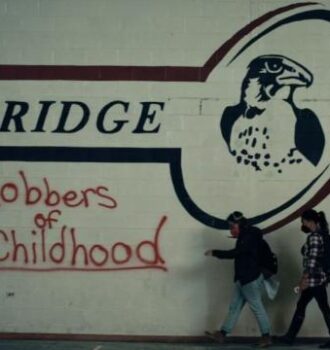 RIDGE
obbers
of
Childhood